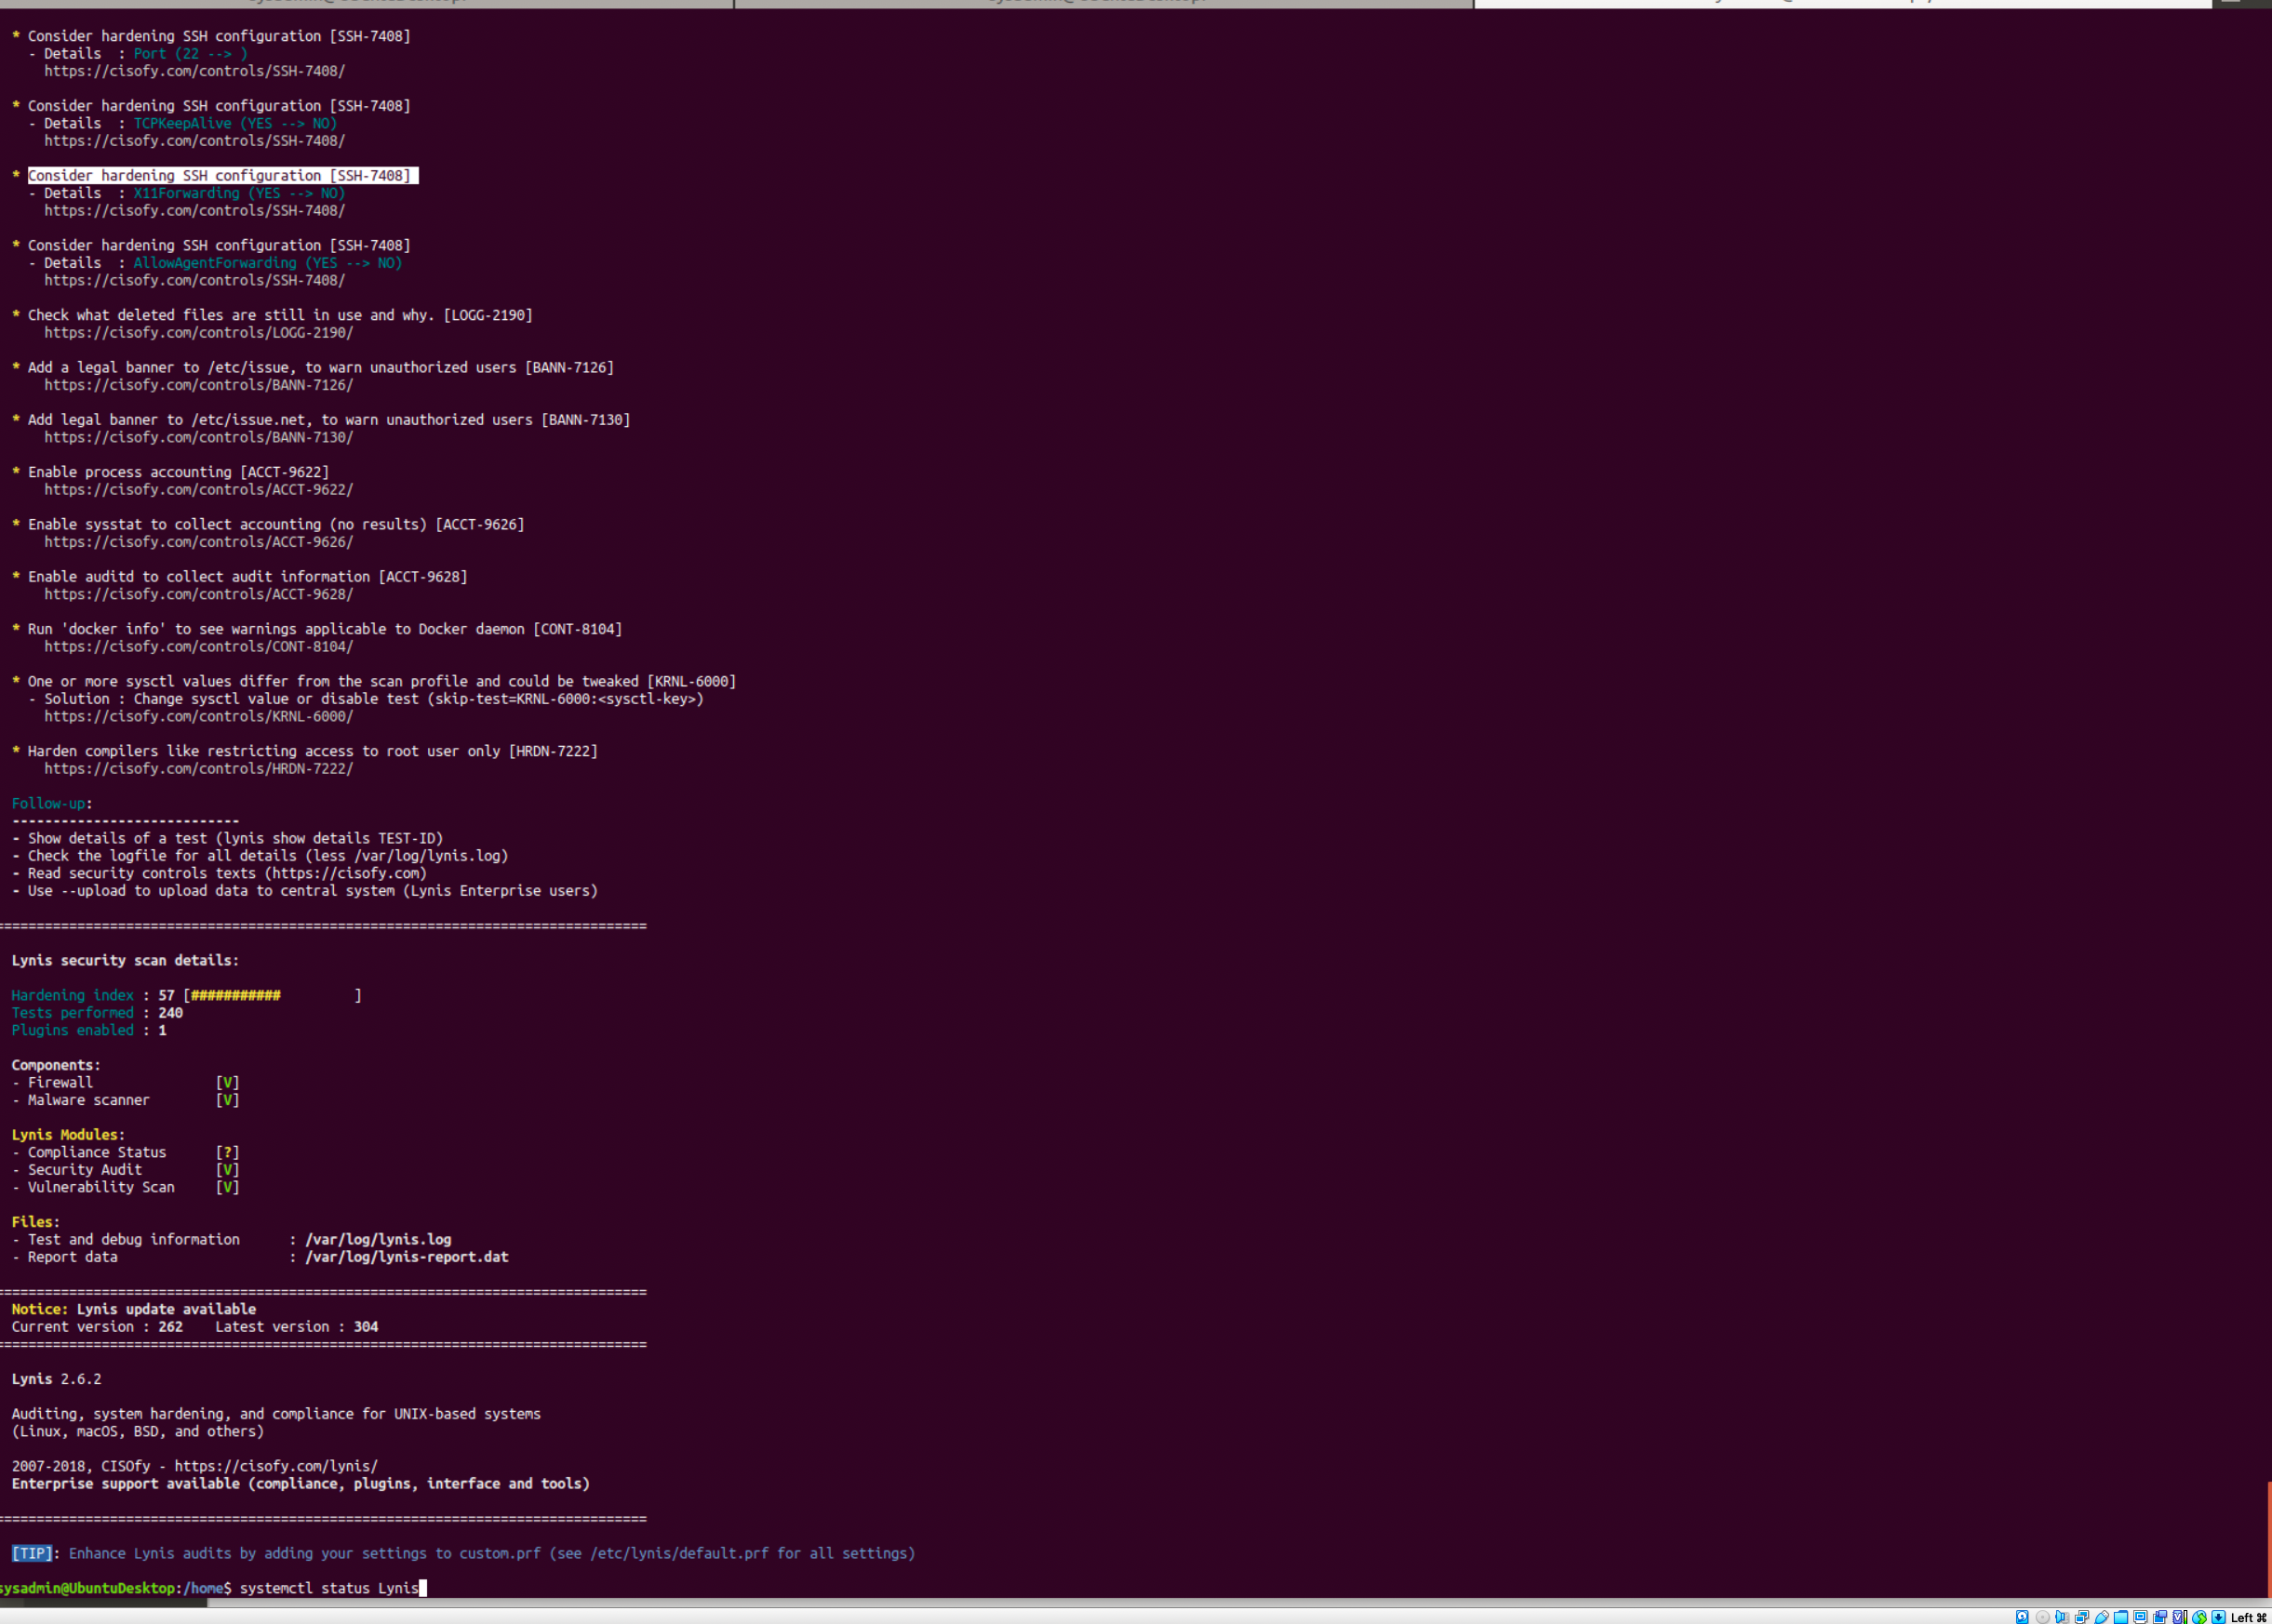 * Consider hardening SSH configuration [SSH-7408]
- Details : Port (22 --> )
https://cisofy.com/controls/SSH-7408/
* Consider hardening SSH configuration [SSH-7408]
- Details : TCPKeepAlive (YES --> NO)
https://cisofy.com/controls/SSH-7408/
* Consider hardening SSH configuration [SSH-7408]
- Details : X11Forwarding (YES --> NO)
https://cisofy.com/controls/SSH-7408/
* Consider hardening SSH configuration [SSH-7408]
- Details : AllowAgentForwarding (YES --> NO)
https://cisofy.com/controls/SSH-7408/
* Check what deleted files are still in use and why. [LOGG-2190]
https://cisofy.com/controls/LOGG-2190/
* Add a legal banner to /etc/issue, to warn unauthorized users [BANN-7126]
https://cisofy.com/controls/BANN-7126/
* Add legal banner to /etc/issue.net, to warn unauthorized users [BANN-7130]
https://cisofy.com/controls/BANN-7130/
* Enable process accounting [ACCT-9622]
https://cisofy.com/controls/ACCT-9622/
* Enable sysstat to collect accounting (no results) [ACCT-9626]
https://cisofy.com/controls/ACCT-9626/
* Enable auditd to collect audit information [ACCT-9628]
https://cisofy.com/controls/ACCT-9628/
* Run 'docker info' to see warnings applicable to Docker daemon [CONT-8104]
https://cisofy.com/controls/CONT-8104/
* One or more sysctl values differ from the scan profile and could be tweaked [KRNL-6000]
- Solution : Change sysctl value or disable test (skip-test=KRNL-6000:<sysctl-key>)
https://cisofy.com/controls/KRNL-6000/
* Harden compilers like restricting access to root user only [HRDN-7222]
https://cisofy.com/controls/HRDN-7222/
Follow-up:
----------------------------
- Show details of a test (lynis show details TEST-ID)
- Check the logfile for all details (less /var/log/lynis.log)
- Read security controls texts (https://cisofy.com)
- Use --upload to upload data to central system (Lynis Enterprise users)
================================================================================
Lynis security scan details:
Hardening index : 57 [########### ]
Tests performed : 240
Plugins enabled : 1
Components:
- Firewall [V]
- Malware scanner [V]
Lynis Modules:
- Compliance Status [?]
- Security Audit [V]
- Vulnerability Scan [V]
Files:
- Test and debug information : /var/log/lynis.log
- Report data : /var/log/lynis-report.dat
================================================================================
Notice: Lynis update available
Current version : 262 Latest version : 304
================================================================================
Lynis 2.6.2
Auditing, system hardening, and compliance for UNIX-based systems
(Linux, macOS, BSD, and others)
2007-2018, CISOfy - https://cisofy.com/lynis/
Enterprise support available (compliance, plugins, interface and tools)
================================================================================
[TIP]: Enhance Lynis audits by adding your settings to custom.prf (see /etc/lynis/default.prf for all settings)
sysadmin@UbuntuDesktop:/home$ systemctl status Lynis
Left ⌘